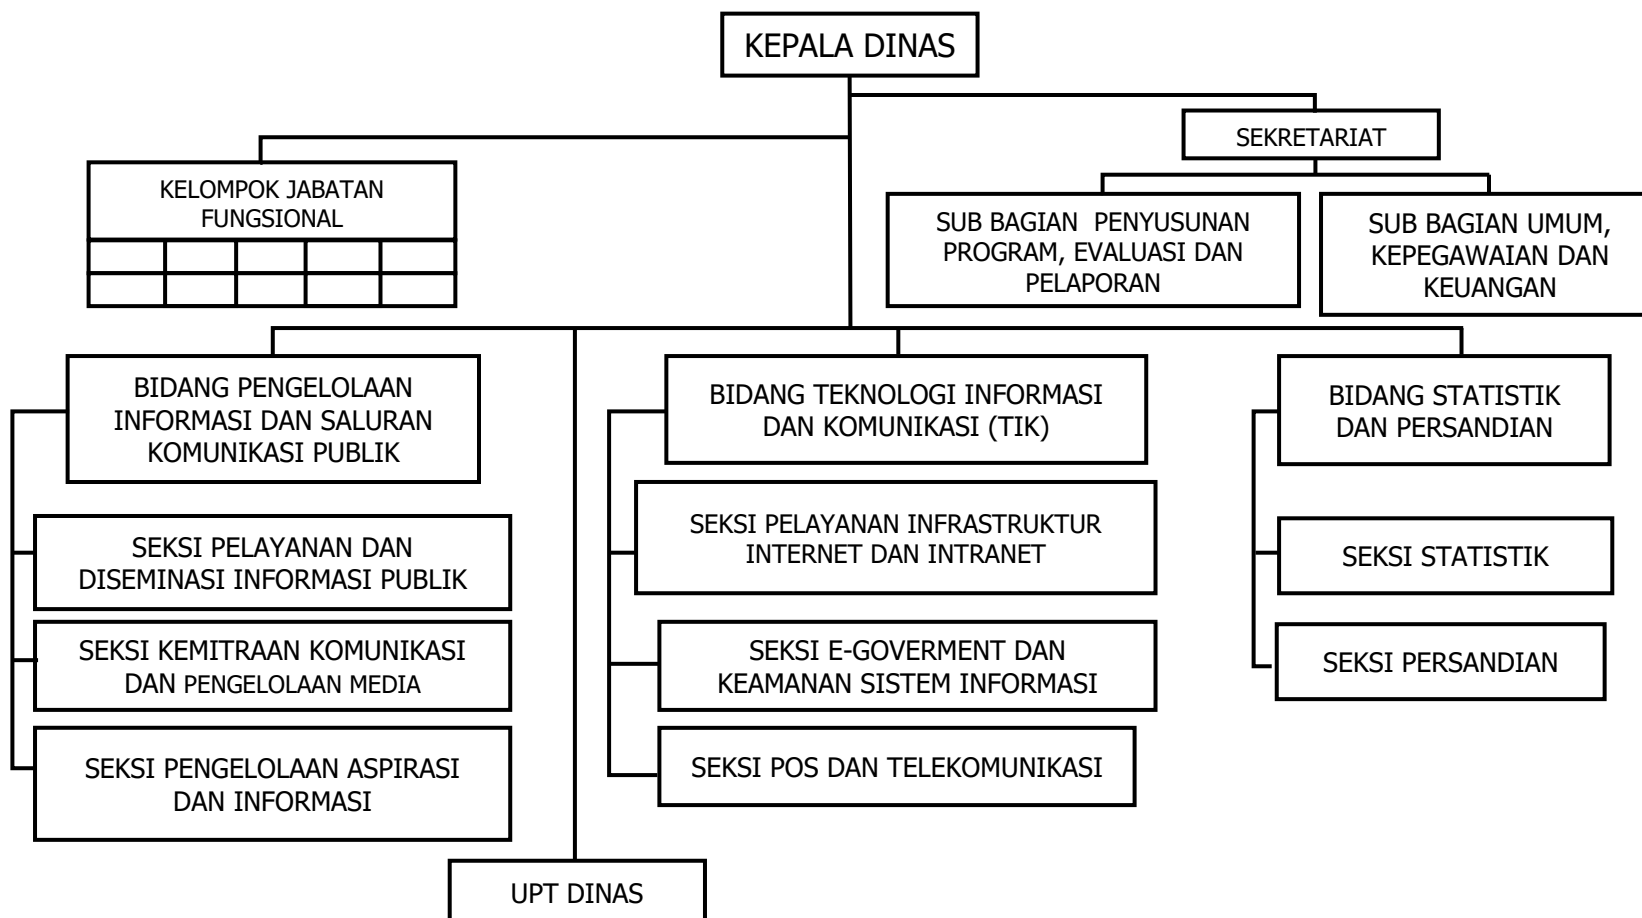 KEPALA DINAS
SEKRETARIAT
KELOMPOK JABATAN
FUNGSIONAL
SUB BAGIAN  PENYUSUNAN
PROGRAM, EVALUASI DAN
PELAPORAN
SUB BAGIAN UMUM,
KEPEGAWAIAN DAN
KEUANGAN
BIDANG PENGELOLAAN
INFORMASI DAN SALURAN
KOMUNIKASI PUBLIK
BIDANG TEKNOLOGI INFORMASI
DAN KOMUNIKASI (TIK)
BIDANG STATISTIK
DAN PERSANDIAN
SEKSI PELAYANAN DAN
DISEMINASI INFORMASI PUBLIK
SEKSI PELAYANAN INFRASTRUKTUR
INTERNET DAN INTRANET
SEKSI STATISTIK
SEKSI KEMITRAAN KOMUNIKASI
DAN PENGELOLAAN MEDIA
SEKSI E-GOVERMENT DAN
KEAMANAN SISTEM INFORMASI
SEKSI PERSANDIAN
SEKSI PENGELOLAAN ASPIRASI
DAN INFORMASI
SEKSI POS DAN TELEKOMUNIKASI
UPT DINAS